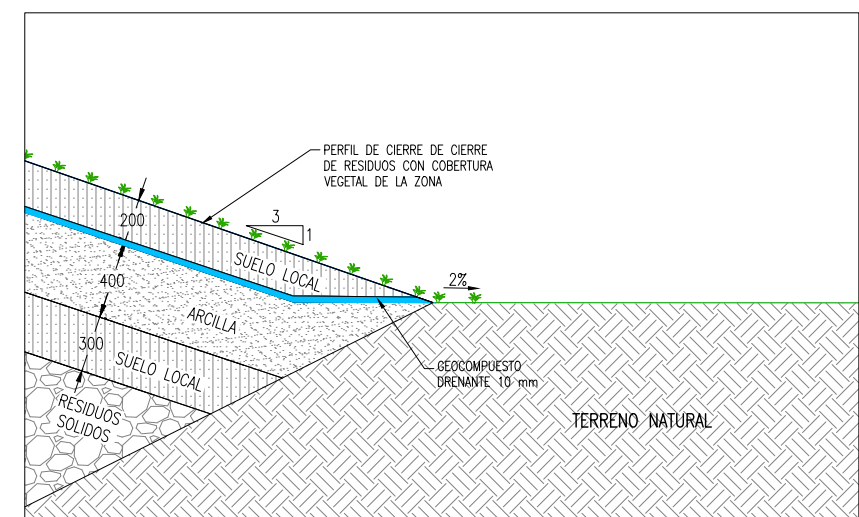 PERFIL DE CIERRE DE CIERRE
DE RESIDUOS CON COBERTURA
VEGETAL DE LA ZONA
200
3
1
SUELO LOCAL
2%
400
ARCILLA
300
SUELO LOCAL
GEOCOMPUESTO
DRENANTE 10 mm
RESIDUOS
SOLIDOS
TERRENO NATURAL